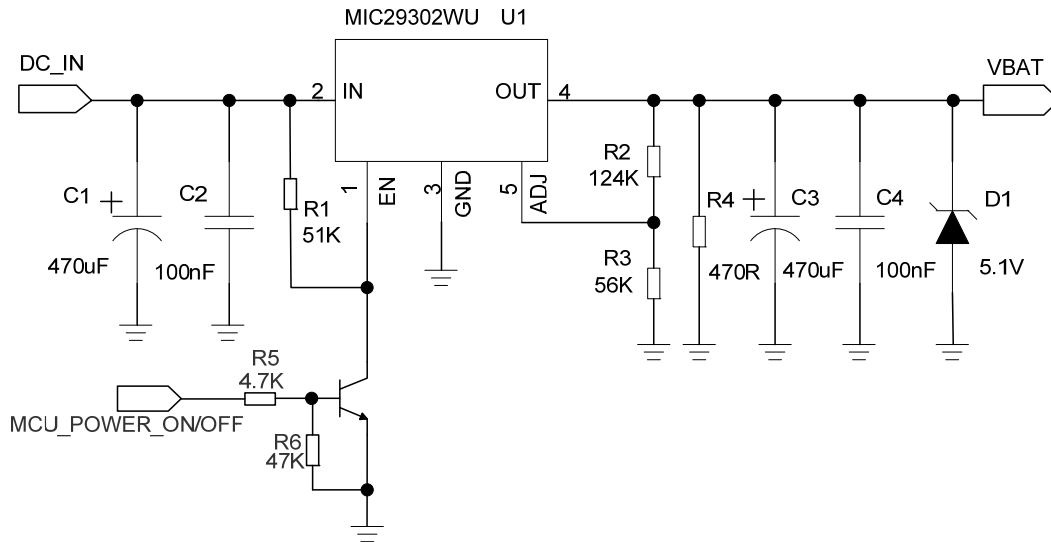 MIC29302WU U1
DC_IN
VBAT
2
IN
OUT
4
1
EN
3
GND
5
ADJ
C1
+
470uF
C2
100nF
R1
51K
R2
124K
R3
56K
R4
470R
+
C3
470uF
C4
100nF
D1
5.1V
R5
4.7K
MCU_POWER_ON/OFF
R6
47K